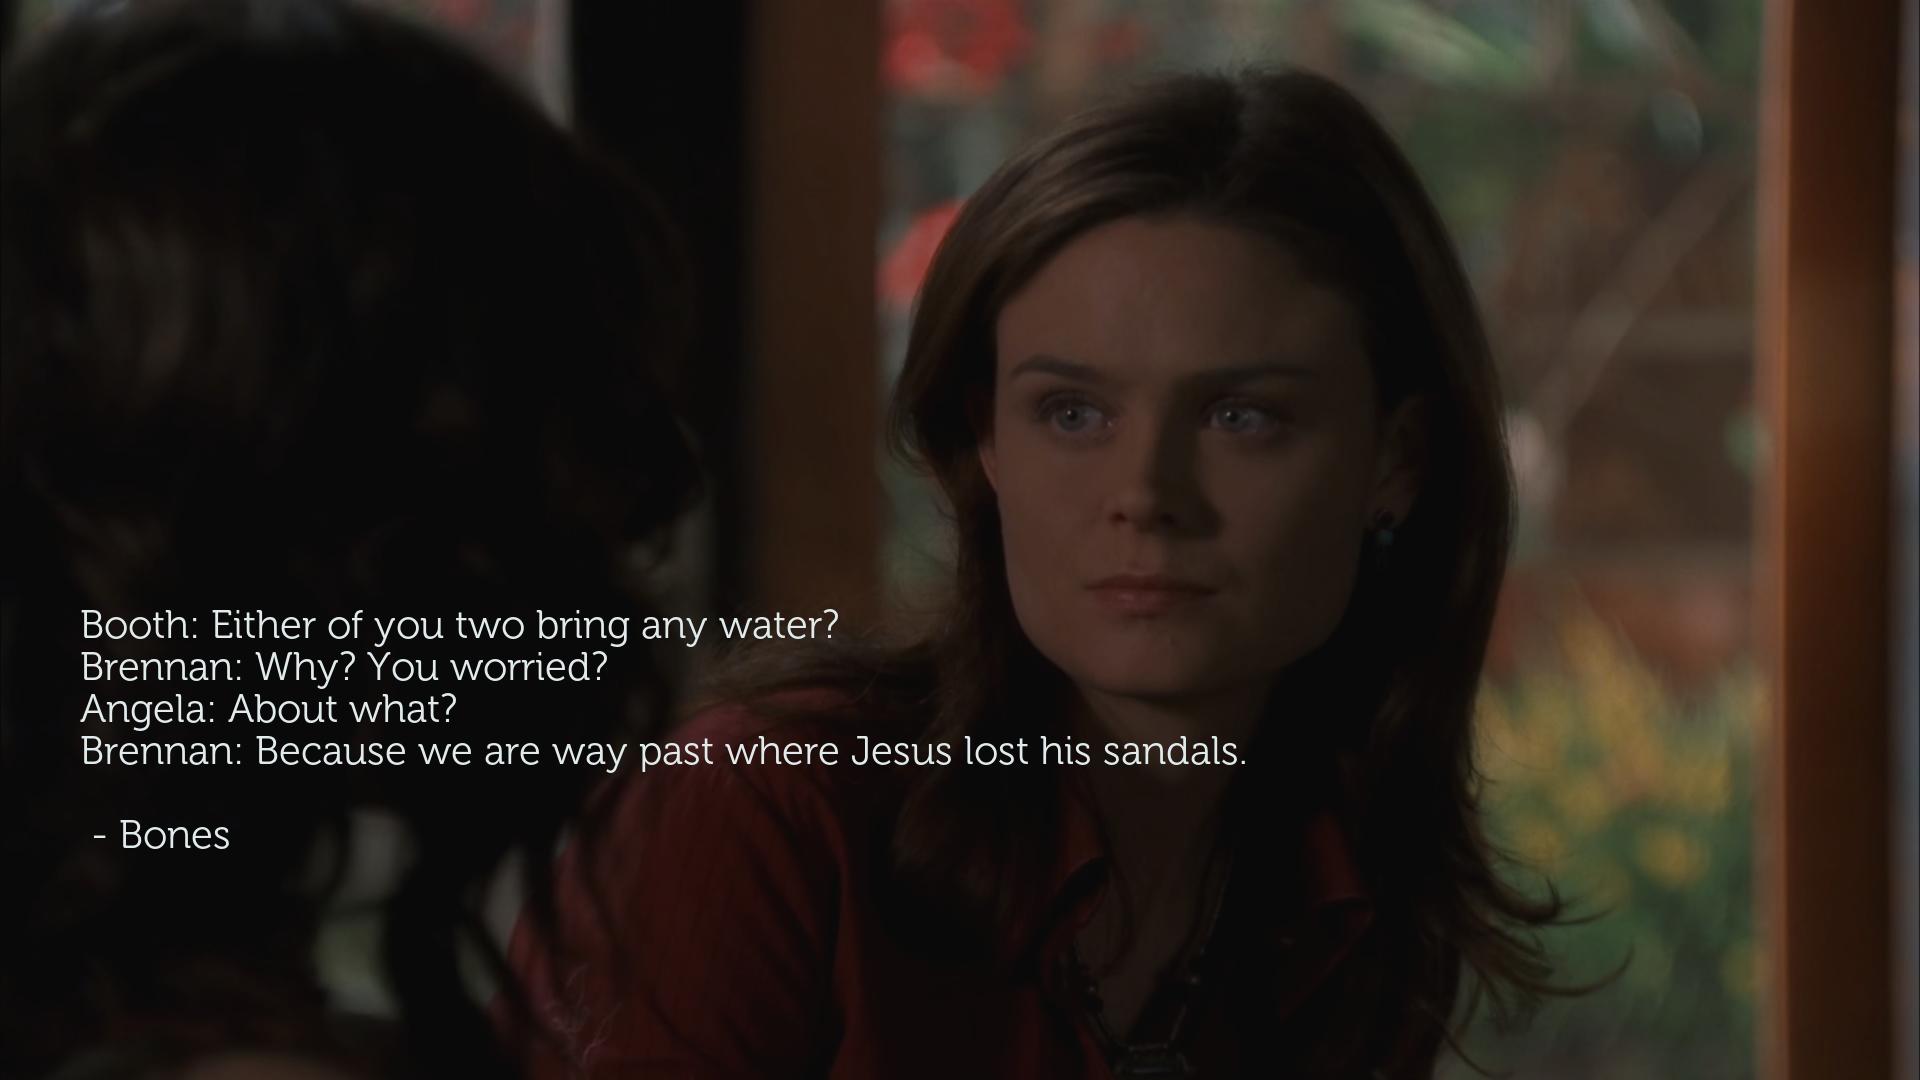 Booth: Either of you two bring any water?
Brennan: Why? You worried?
Angela: About what?
Brennan: Because we are way past where Jesus lost his sandals.
- Bones